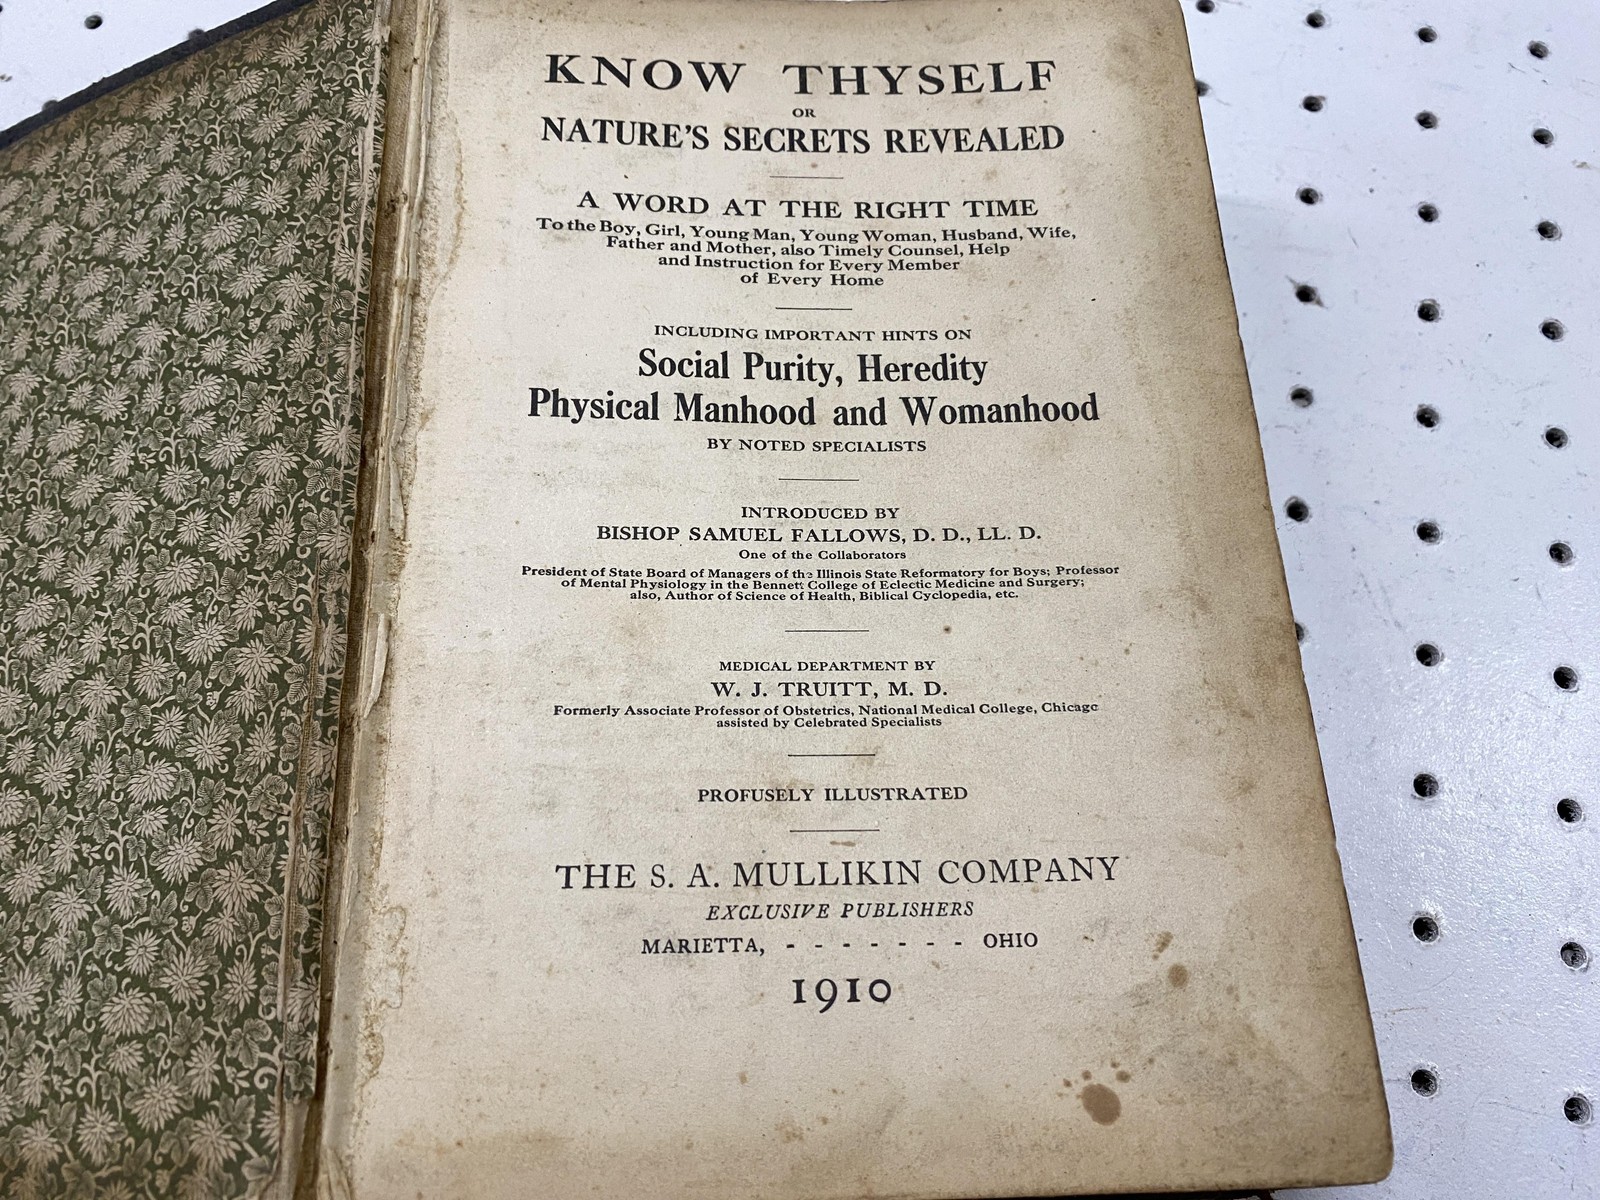 KNOW THYSELF
OR
NATURE'S SECRETS REVEALED
A WORD AT THE RIGHT TIME
To the Boy, Girl, Young Man, Young Woman, Husband, Wife,
Father and Mother, also Timely Counsel, Help
and Instruction for Every Member
of Every Home
INCLUDING IMPORTANT HINTS ON
Social Purity, Heredity
Physical Manhood and Womanhood
BY NOTED SPECIALISTS
INTRODUCED BY
BISHOP SAMUEL FALLOWS, D. D., LL. D.
One of the Collaborators
President of State Board of Managers of the Illinois State Reformatory for Boys; Professor
of Mental Physiology in the Bennett College of Eclectic Medicine and Surgery;
also, Author of Science of Health, Biblical Cyclopedia, etc.
MEDICAL DEPARTMENT BY
W. J. TRUITT, M. D.
Formerly Associate Professor of Obstetrics, National Medical College, Chicago
assisted by Celebrated Specialists
PROFUSELY ILLUSTRATED
THE S. A. MULLIKIN COMPANY
EXCLUSIVE PUBLISHERS
MARIETTA, - - - - - - - OHIO
1910